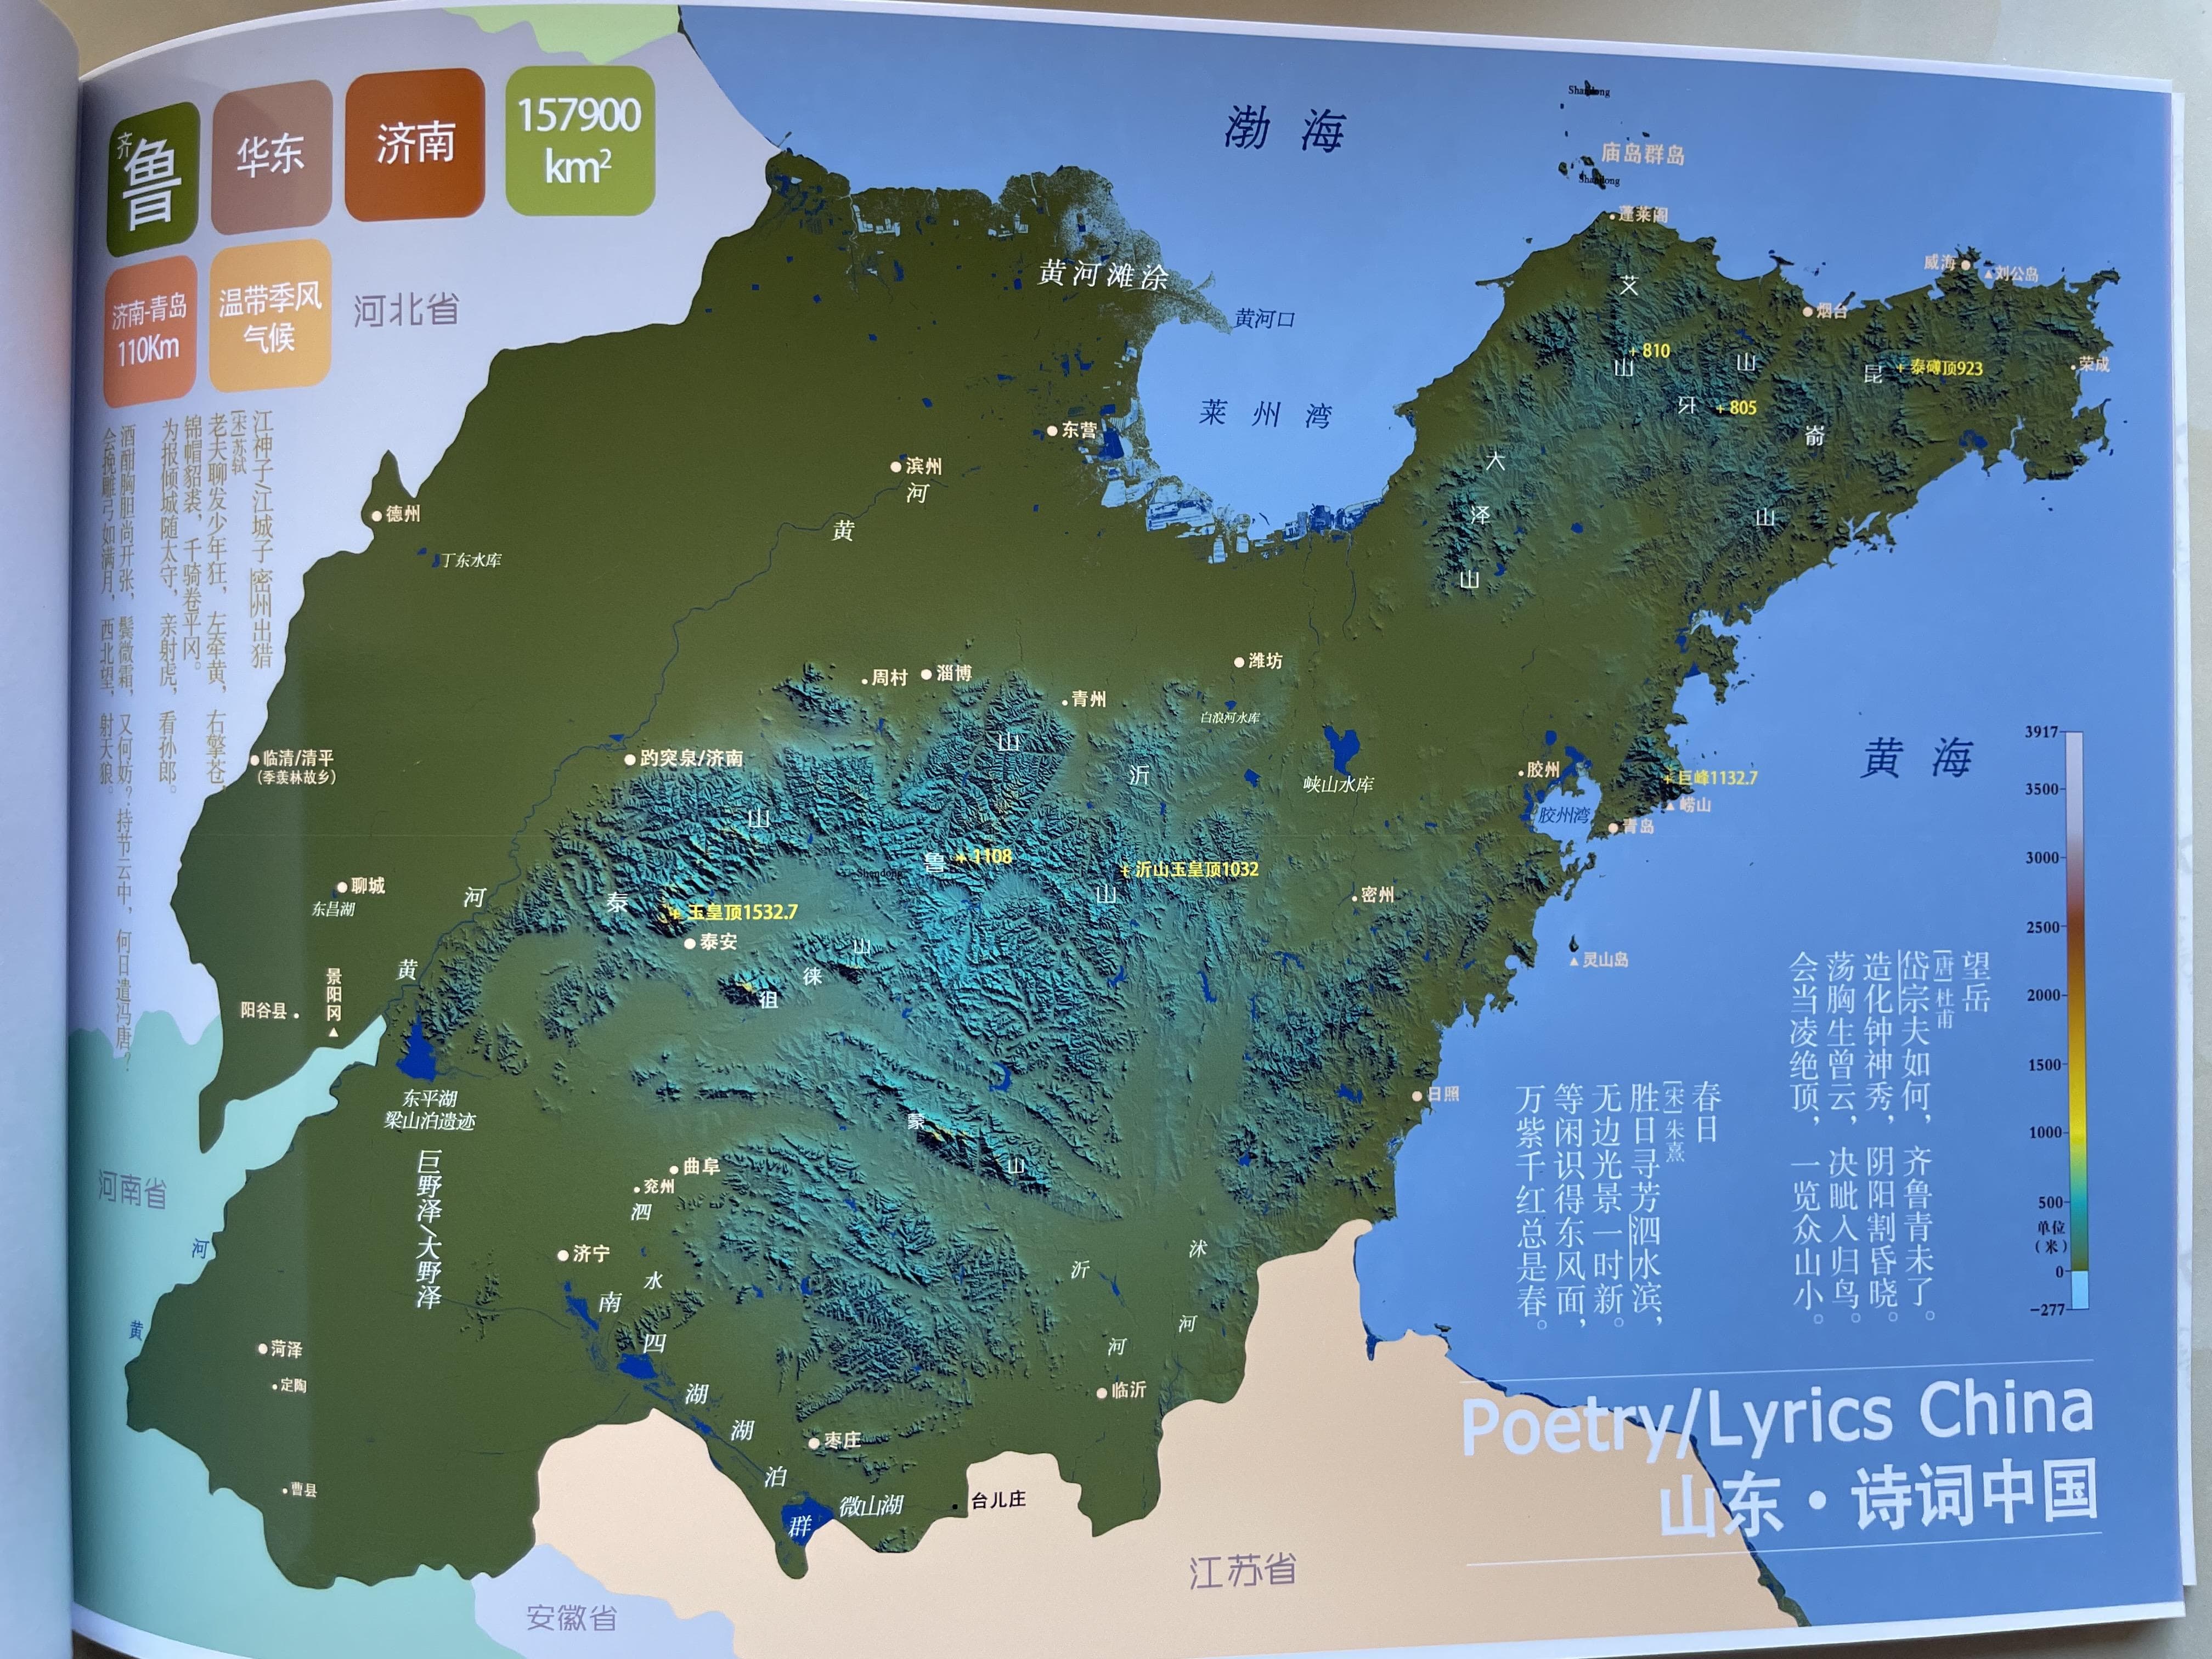 齐鲁
华东
济南
157900
km²
济南-青岛
110Km
温带季风
气候
江神子/江城子 密州出猎
[宋]苏轼
老夫聊发少年狂，左牵黄，右擎苍，
锦帽貂裘，千骑卷平冈。
为报倾城随太守，亲射虎，看孙郎。
酒酣胸胆尚开张，鬓微霜，又何妨？持节云中，何日遣冯唐？
会挽雕弓如满月，西北望，射天狼。
河北省
渤海
Shandong
庙岛群岛
Shandong
蓬莱阁
威海
刘公岛
烟台
荣成
艾山
+810
牙山
+805
昆嵛山
+泰礴顶923
大泽山
黄河滩涂
黄河口
莱州湾
东营
滨州
黄河
德州
丁东水库
周村
淄博
青州
潍坊
白浪河水库
峡山水库
临清/清平
（季羡林故乡）
趵突泉/济南
胶州
胶州湾
+巨峰1132.7
崂山
青岛
黄海
泰山
鲁山
+1108
Shandong
沂山
+沂山玉皇顶1032
+玉皇顶1532.7
泰安
徂徕山
密州
灵山岛
聊城
东昌湖
黄河
景阳冈
阳谷县
东平湖
梁山泊遗迹
巨野泽/大野泽
蒙山
日照
曲阜
兖州
泗水
济宁
南四湖湖泊群
微山湖
沂河
沭河
临沂
枣庄
台儿庄
河南省
黄河
菏泽
定陶
曹县
安徽省
江苏省
3917
3500
3000
2500
2000
1500
1000
500
单位
（米）
0
-277
望岳
[唐]杜甫
岱宗夫如何，齐鲁青未了。
造化钟神秀，阴阳割昏晓。
荡胸生曾云，决眦入归鸟。
会当凌绝顶，一览众山小。
春日
[宋]朱熹
胜日寻芳泗水滨，
无边光景一时新。
等闲识得东风面，
万紫千红总是春。
Poetry/Lyrics China
山东·诗词中国